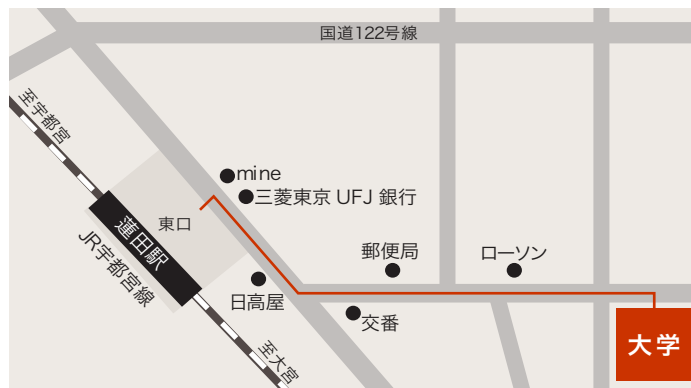 国道122号線
至宇都宮
mine
三菱東京 UFJ 銀行
東口
蓮田駅
JR宇都宮線
郵便局
ローソン
日高屋
交番
大学
至大宮